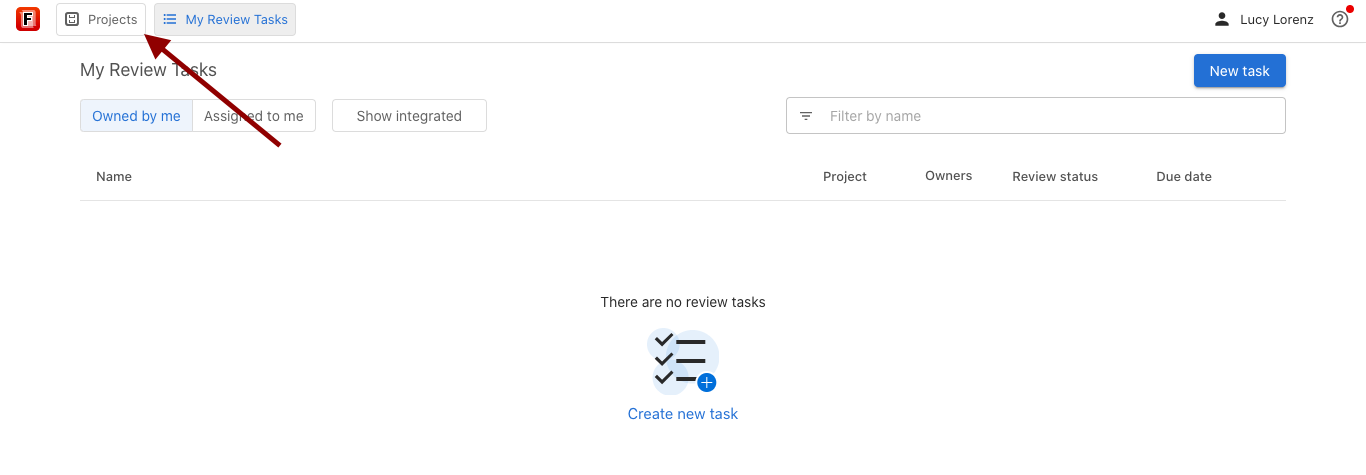 F Projects My Review Tasks Lucy Lorenz
My Review Tasks New task
Owned by me Assigned to me Show integrated Filter by name
Name Project Owners Review status Due date
There are no review tasks
Create new task